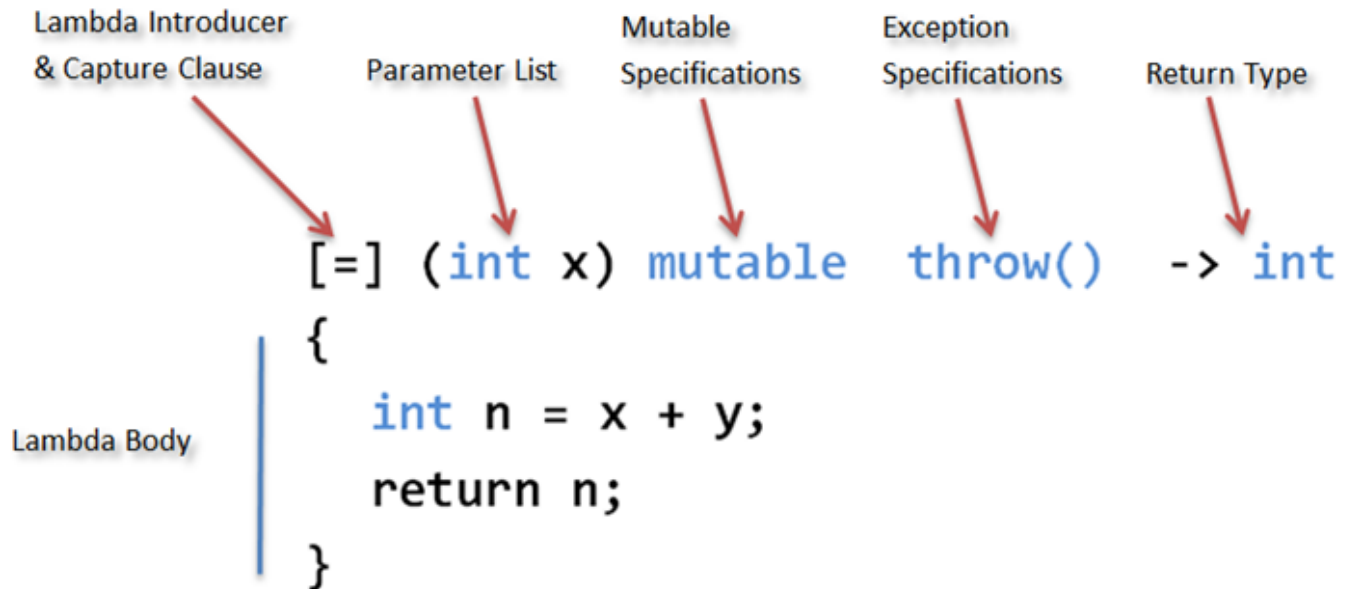 Lambda Introducer
& Capture Clause
Parameter List
Mutable
Specifications
Exception
Specifications
Return Type
[=] (int x) mutable  throw()  -> int
{
int n = x + y;
return n;
}
Lambda Body